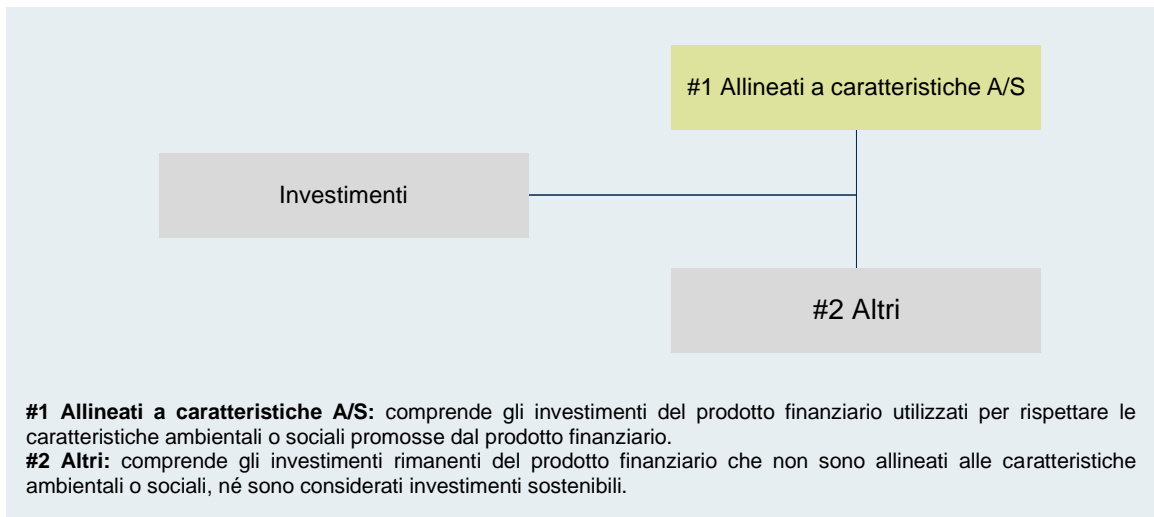 #1 Allineati a caratteristiche A/S
Investimenti
#2 Altri
#1 Allineati a caratteristiche A/S: comprende gli investimenti del prodotto finanziario utilizzati per rispettare le
caratteristiche ambientali o sociali promosse dal prodotto finanziario.
#2 Altri: comprende gli investimenti rimanenti del prodotto finanziario che non sono allineati alle caratteristiche
ambientali o sociali, né sono considerati investimenti sostenibili.